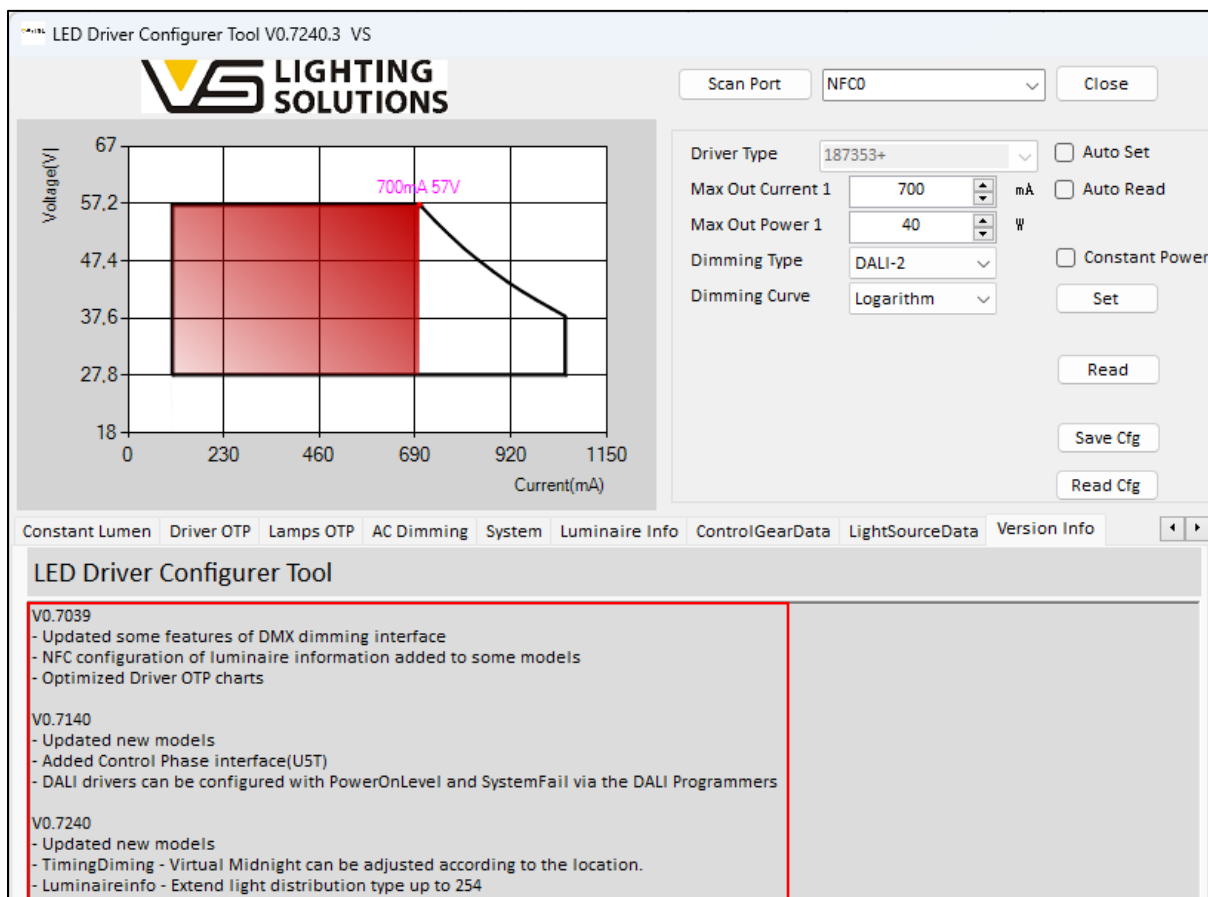 LED Driver Configurer Tool V0.7240.3 VS
VS LIGHTING
SOLUTIONS
Scan Port
NFC0
Close
Voltage(V)
67
57,2
47,4
37,6
27,8
18
700mA 57V
0
230
460
690
920
1150
Current(mA)
Driver Type
187353+
Auto Set
Max Out Current 1
700
mA
Auto Read
Max Out Power 1
40
W
Dimming Type
DALI-2
Constant Power
Dimming Curve
Logarithm
Set
Read
Save Cfg
Read Cfg
Constant Lumen
Driver OTP
Lamps OTP
AC Dimming
System
Luminaire Info
ControlGearData
LightSourceData
Version Info
LED Driver Configurer Tool
V0.7039
- Updated some features of DMX dimming interface
- NFC configuration of luminaire information added to some models
- Optimized Driver OTP charts
V0.7140
- Updated new models
- Added Control Phase interface(U5T)
- DALI drivers can be configured with PowerOnLevel and SystemFail via the DALI Programmers
V0.7240
- Updated new models
- TimingDiming - Virtual Midnight can be adjusted according to the location.
- Luminaireinfo - Extend light distribution type up to 254